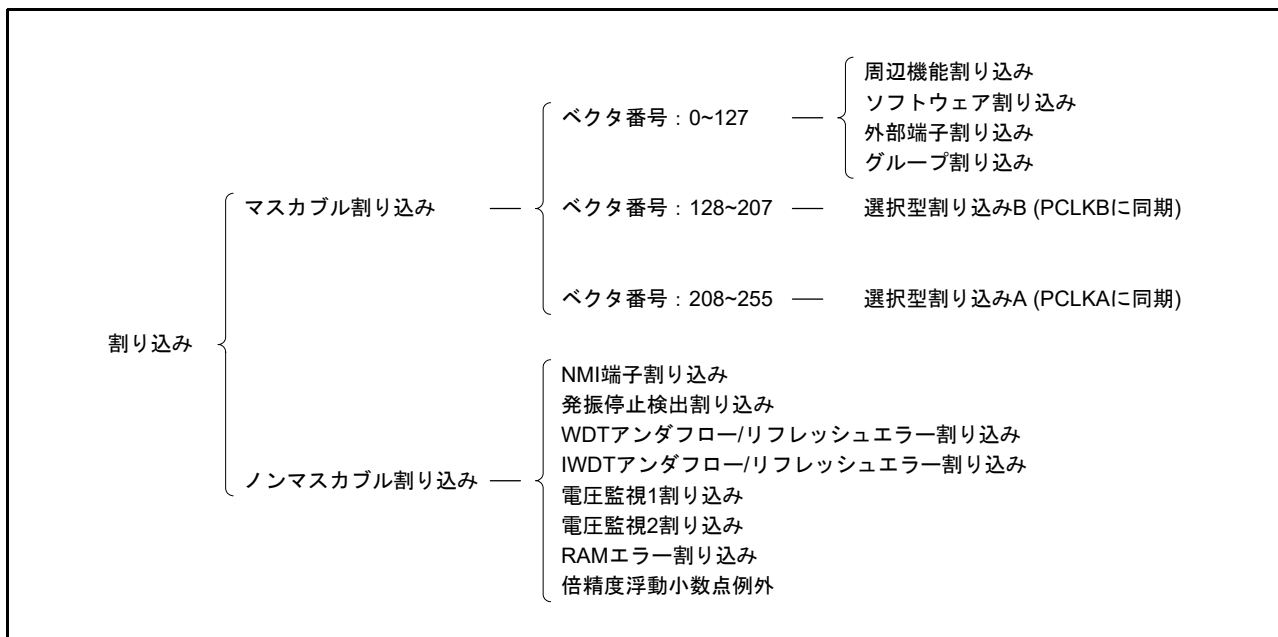 割り込み
マスカブル割り込み
ベクタ番号：0~127
周辺機能割り込み
ソフトウェア割り込み
外部端子割り込み
グループ割り込み
ベクタ番号：128~207
選択型割り込みB (PCLKBに同期)
ベクタ番号：208~255
選択型割り込みA (PCLKAに同期)
ノンマスカブル割り込み
NMI端子割り込み
発振停止検出割り込み
WDTアンダフロー/リフレッシュエラー割り込み
IWDTアンダフロー/リフレッシュエラー割り込み
電圧監視1割り込み
電圧監視2割り込み
RAMエラー割り込み
倍精度浮動小数点例外